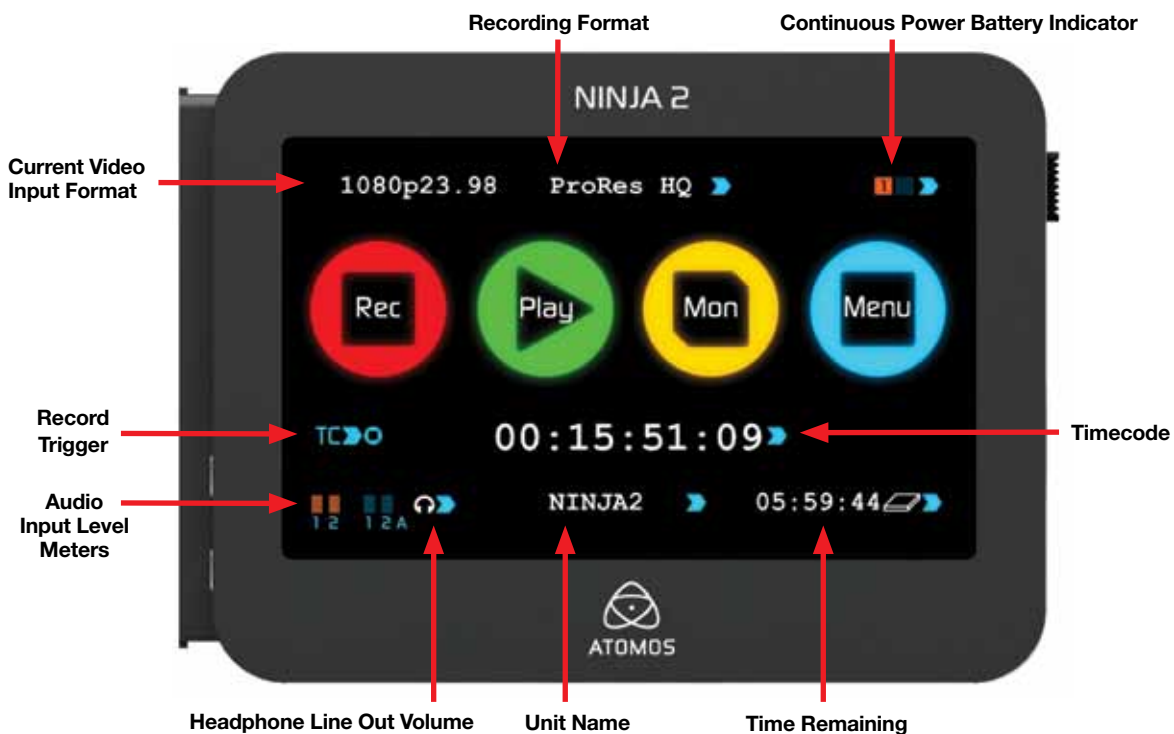 Recording Format
Continuous Power Battery Indicator
NINJA 2
Current Video
Input Format
1080p23.98
ProRes HQ
1
Rec
Play
Mon
Menu
Record
Trigger
TC
00:15:51:09
Timecode
Audio
Input Level
Meters
1 2
1 2 A
NINJA2
05:59:44
ATOMOS
Headphone Line Out Volume
Unit Name
Time Remaining